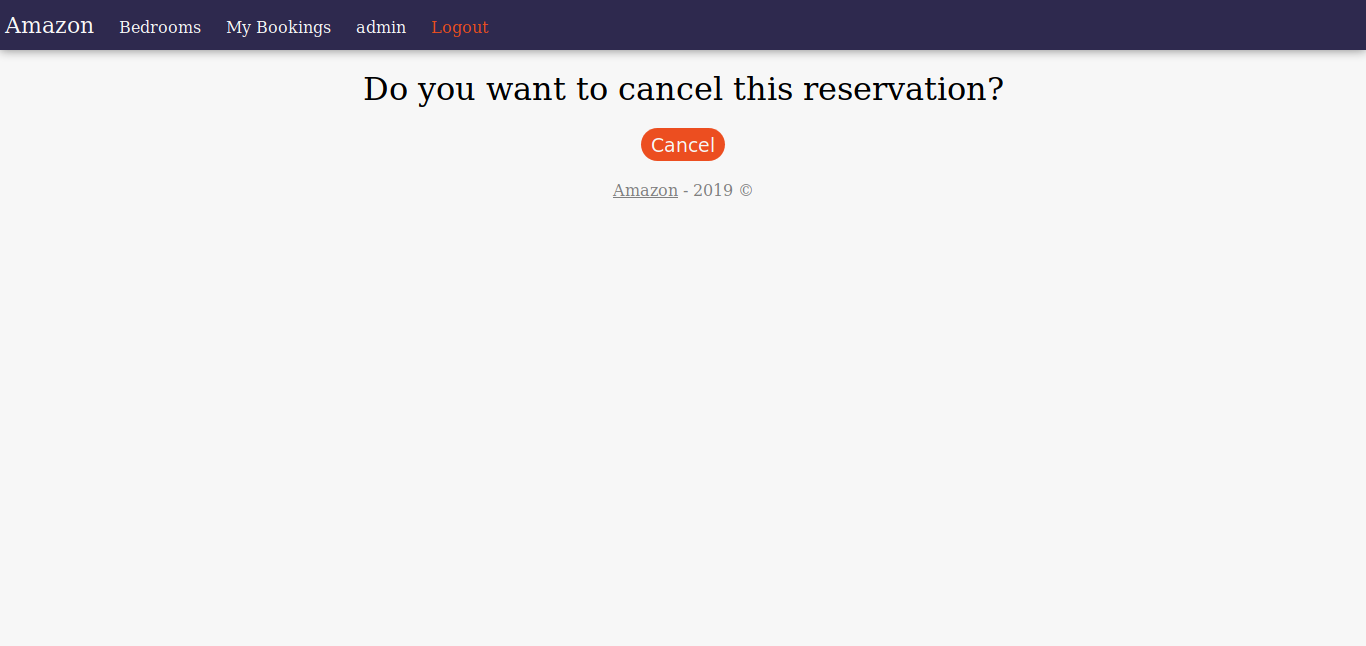 Amazon Bedrooms My Bookings admin Logout
Do you want to cancel this reservation?
Cancel
Amazon - 2019 ©